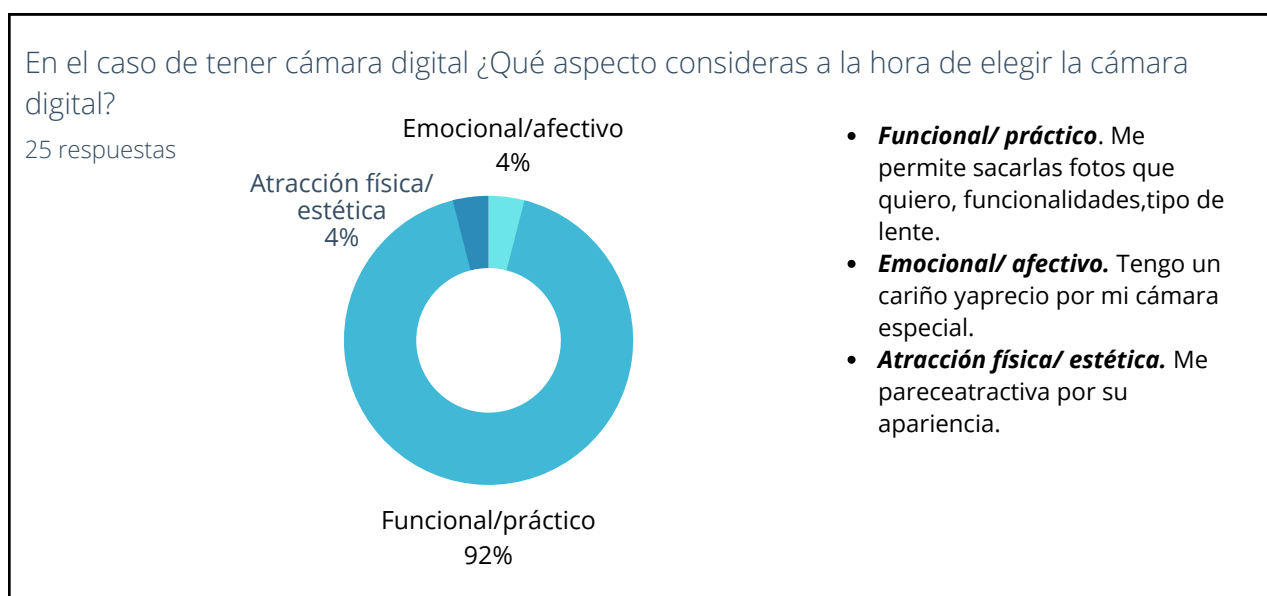 En el caso de tener cámara digital ¿Qué aspecto consideras a la hora de elegir la cámara
digital?
25 respuestas
Emocional/afectivo
4%
Atracción física/
estética
4%
Funcional/práctico
92%
• Funcional/ práctico. Me
permite sacarlas fotos que
quiero, funcionalidades,tipo de
lente.
• Emocional/ afectivo. Tengo un
cariño yaprecio por mi cámara
especial.
• Atracción física/ estética. Me
pareceatractiva por su
apariencia.